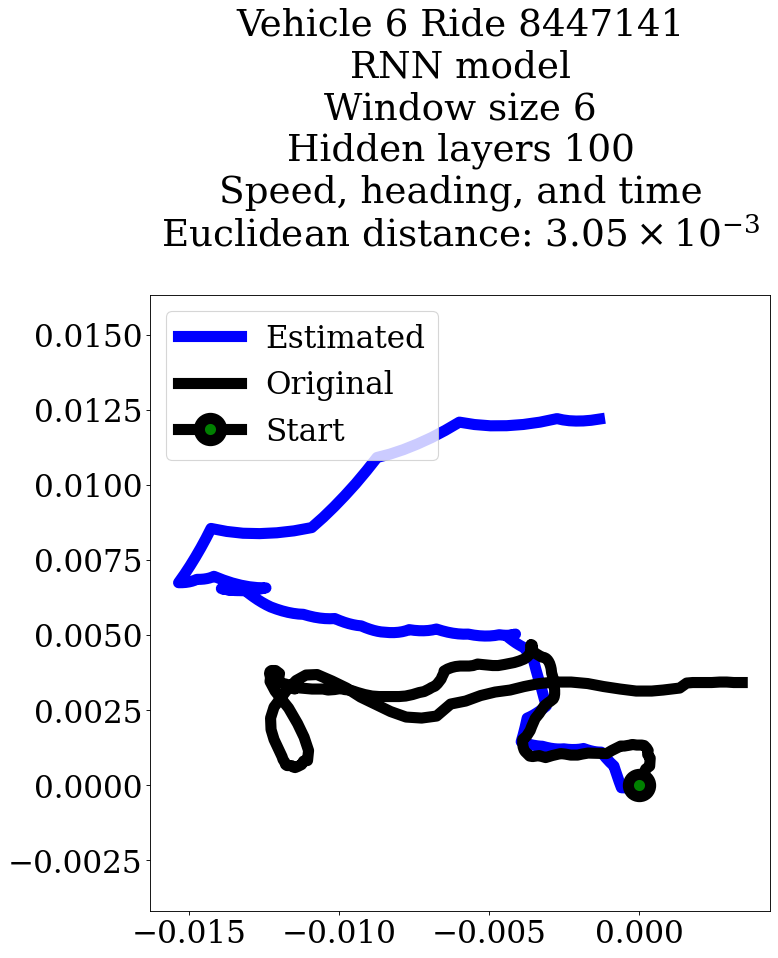 Vehicle 6 Ride 8447141
RNN model
Window size 6
Hidden layers 100
Speed, heading, and time
Euclidean distance: 3.05 × 10⁻³
Estimated
Original
Start
0.0150
0.0125
0.0100
0.0075
0.0050
0.0025
0.0000
−0.0025
−0.015 −0.010 −0.005 0.000